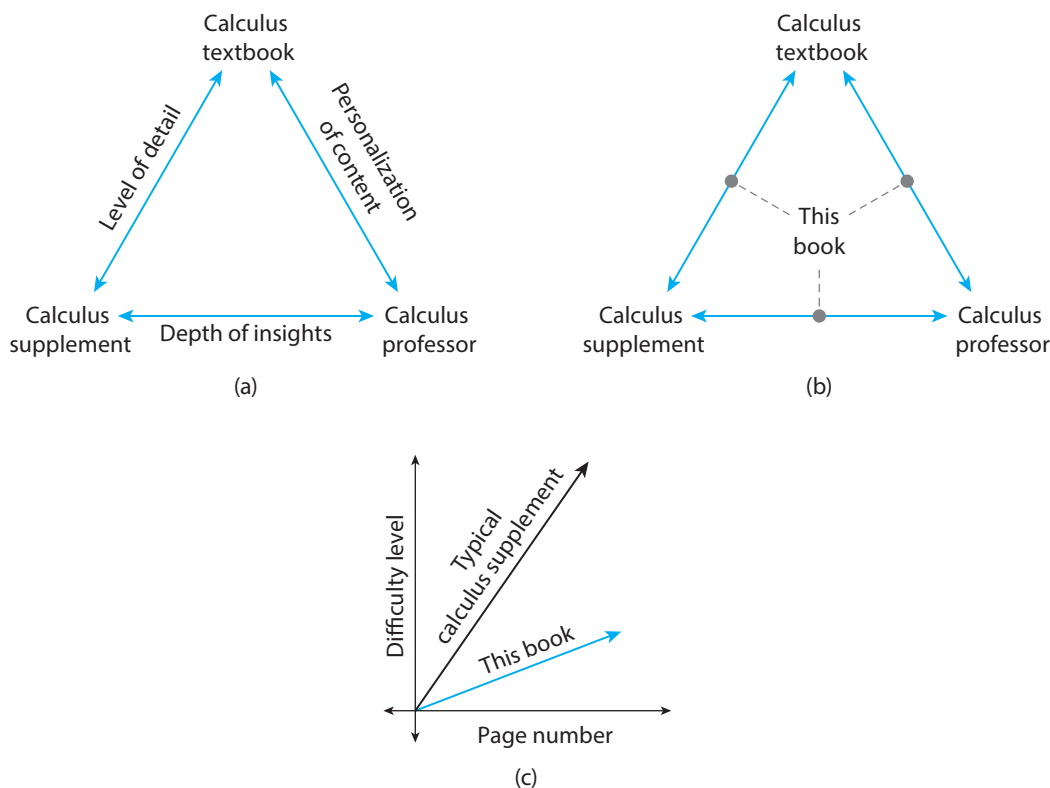 Calculus
textbook
Level of detail
Personalization
of content
Calculus
supplement
Depth of insights
Calculus
professor
(a)
Calculus
textbook
This
book
Calculus
supplement
Calculus
professor
(b)
Difficulty level
Typical
calculus supplement
This book
Page number
(c)